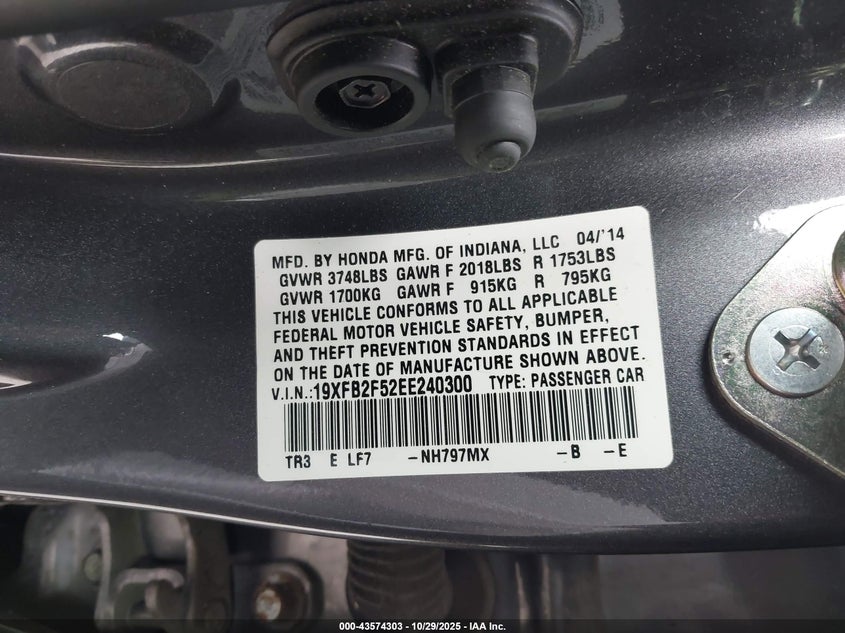 MFD. BY HONDA MFG. OF INDIANA, LLC 04/'14
GVWR 3748LBS GAWR F 2018LBS R 1753LBS
GVWR 1700KG GAWR F 915KG R 795KG
THIS VEHICLE CONFORMS TO ALL APPLICABLE
FEDERAL MOTOR VEHICLE SAFETY, BUMPER,
AND THEFT PREVENTION STANDARDS IN EFFECT
ON THE DATE OF MANUFACTURE SHOWN ABOVE.
V.I.N.:19XFB2F52EE240300 TYPE: PASSENGER CAR
TR3 E LF7 -NH797MX -B -E
000-43574303 | 10/29/2025 - IAA Inc.